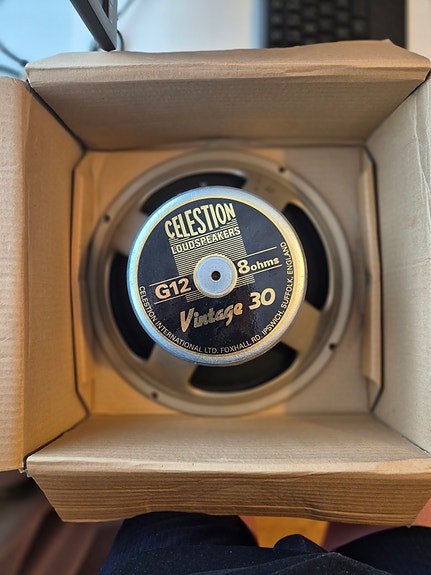 CELESTION
LOUDSPEAKERS
G12
8ohms
Vintage 30
CELESTION INTERNATIONAL LTD. FOXHALL RD. IPSWICH, SUFFOLK, ENGLAND